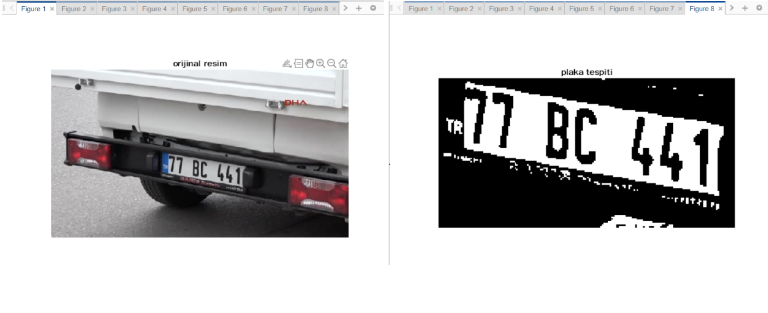 Figure 1 × Figure 2 × Figure 3 × Figure 4 × Figure 5 × Figure 6 × Figure 7 × Figure 8 ×
orijinal resim
DHA
77 BC 441
Figure 1 × Figure 2 × Figure 3 × Figure 4 × Figure 5 × Figure 6 × Figure 7 × Figure 8 ×
plaka tespiti
TR
77 BC 441